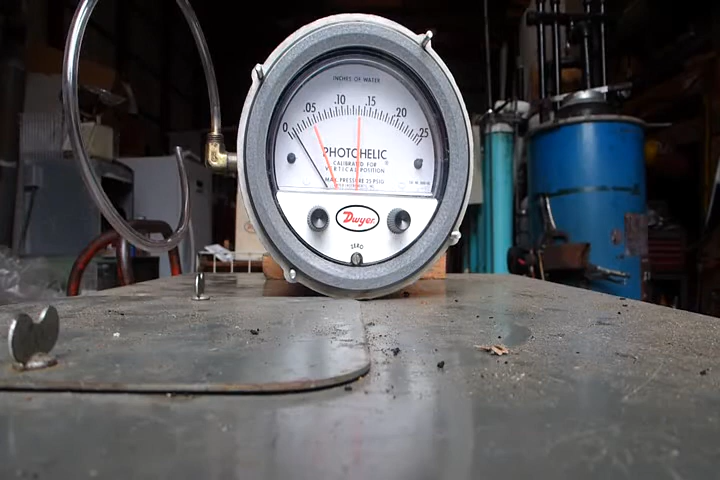 INCHES OF WATER
0 .05 .10 .15 .20 .25
PHOTOHELIC®
CALIBRATED FOR
VERTICAL POSITION
MAX. PRESSURE 25 PSIG
Dwyer
ZERO